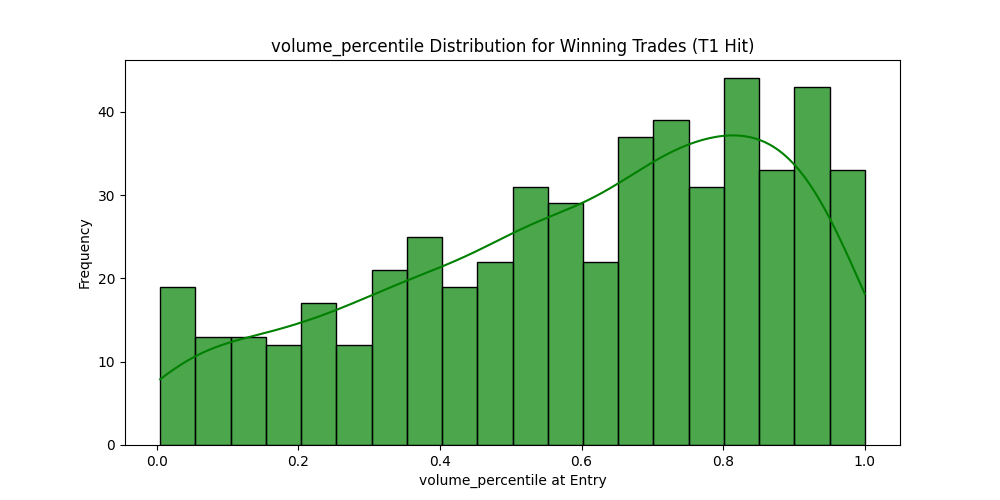 volume_percentile Distribution for Winning Trades (T1 Hit)
Frequency
40
30
20
10
0
0.0 0.2 0.4 0.6 0.8 1.0
volume_percentile at Entry